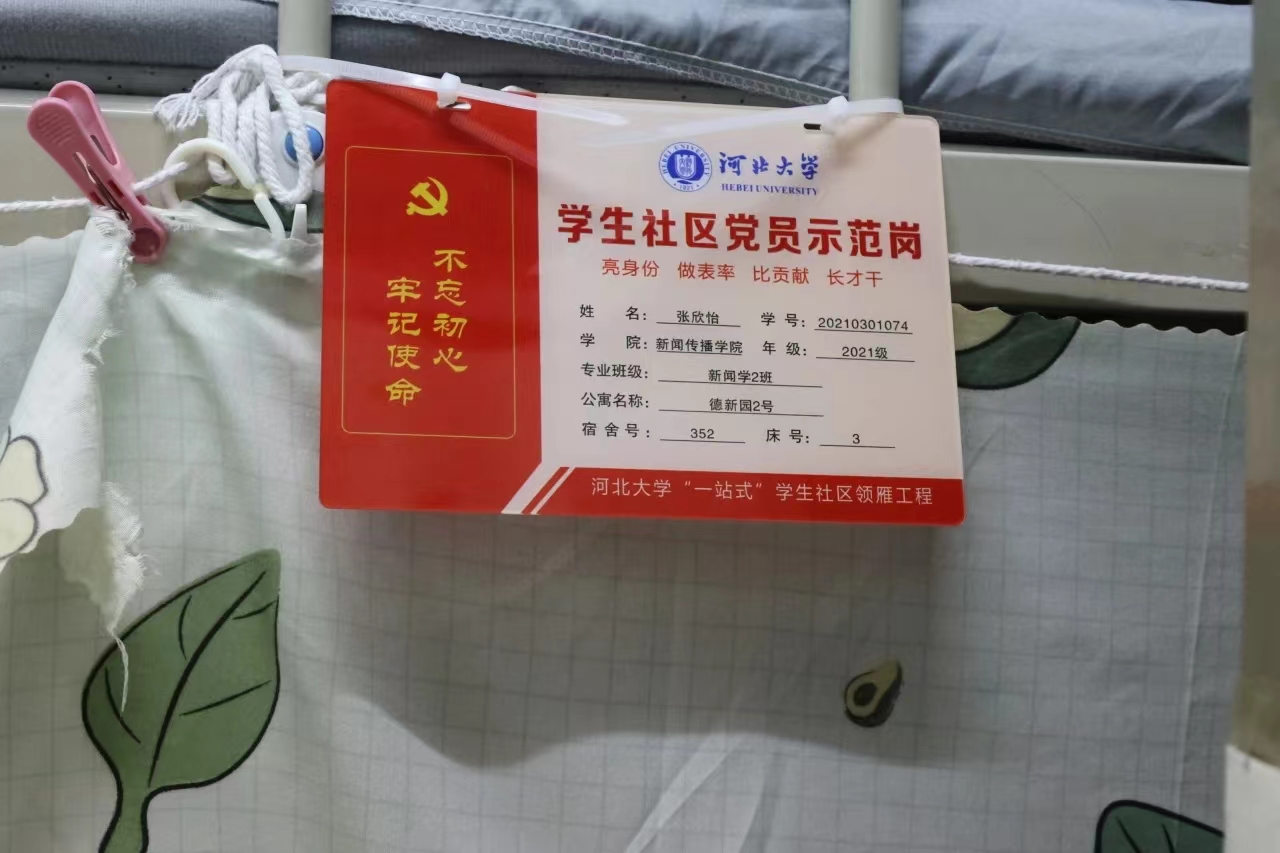 不忘初心
牢记使命
HEBEI UNIVERSITY
1921
河北大学
HEBEI UNIVERSITY
学生社区党员示范岗
亮身份 做表率 比贡献 长才干
姓 名: 张欣怡 学 号: 20210301074
学 院: 新闻传播学院 年 级: 2021级
专业班级: 新闻学2班
公寓名称: 德新园2号
宿 舍 号: 352 床 号: 3
河北大学“一站式”学生社区领雁工程